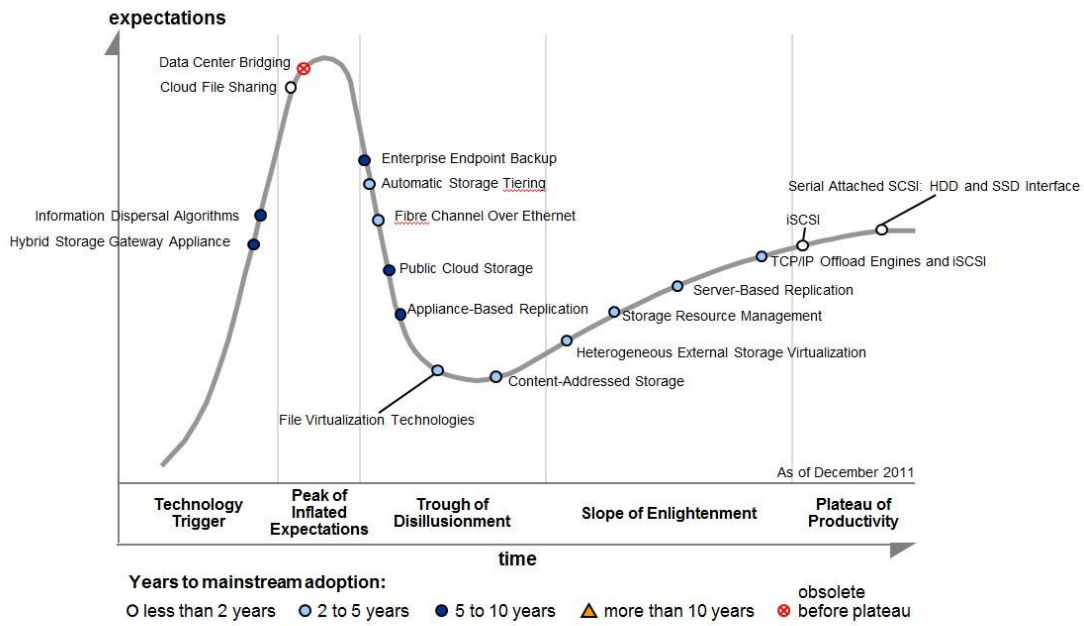 expectations
Data Center Bridging
Cloud File Sharing
Enterprise Endpoint Backup
Automatic Storage Tiering
Serial Attached SCSI: HDD and SSD Interface
Information Dispersal Algorithms
Fibre Channel Over Ethernet
iSCSI
Hybrid Storage Gateway Appliance
TCP/IP Offload Engines and iSCSI
Public Cloud Storage
Server-Based Replication
Appliance-Based Replication
Storage Resource Management
Heterogeneous External Storage Virtualization
Content-Addressed Storage
File Virtualization Technologies
As of December 2011
Technology
Trigger
Peak of
Inflated
Expectations
Trough of
Disillusionment
Slope of Enlightenment
Plateau of
Productivity
time
Years to mainstream adoption:
less than 2 years
2 to 5 years
5 to 10 years
more than 10 years
obsolete
before plateau